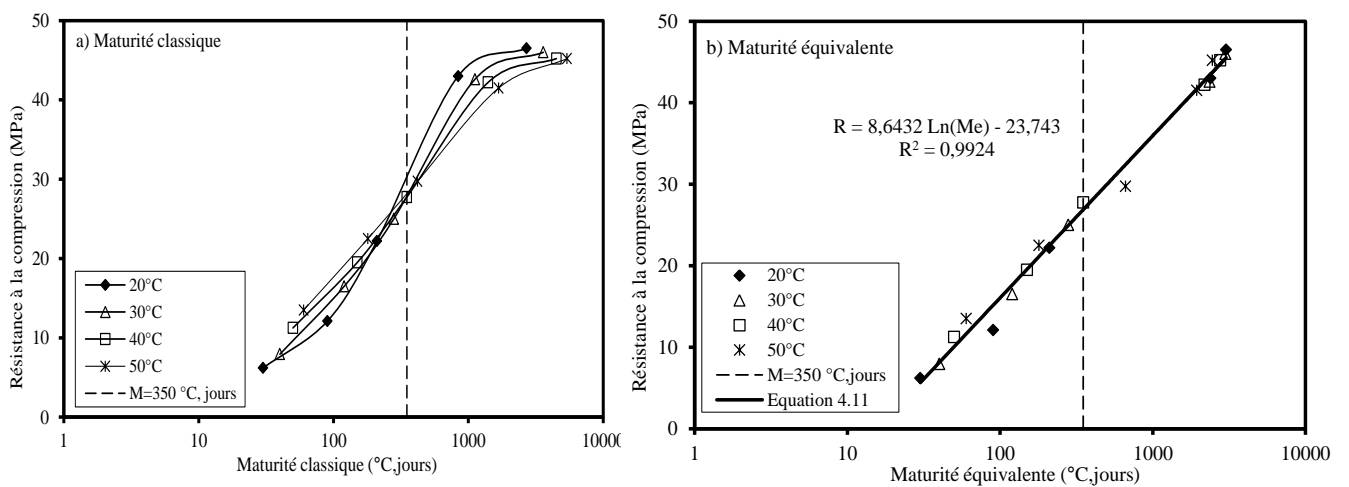 a) Maturité classique
50
40
30
20
10
0
1
10
100
1000
10000
Résistance à la compression (MPa)
Maturité classique (°C,jours)
20°C
30°C
40°C
50°C
M=350 °C, jours
b) Maturité équivalente
R = 8,6432 Ln(Me) - 23,743
R² = 0,9924
50
40
30
20
10
0
1
10
100
1000
10000
Résistance à la compression (MPa)
Maturité équivalente (°C,jours)
20°C
30°C
40°C
50°C
M=350 °C,jours
Equation 4.11